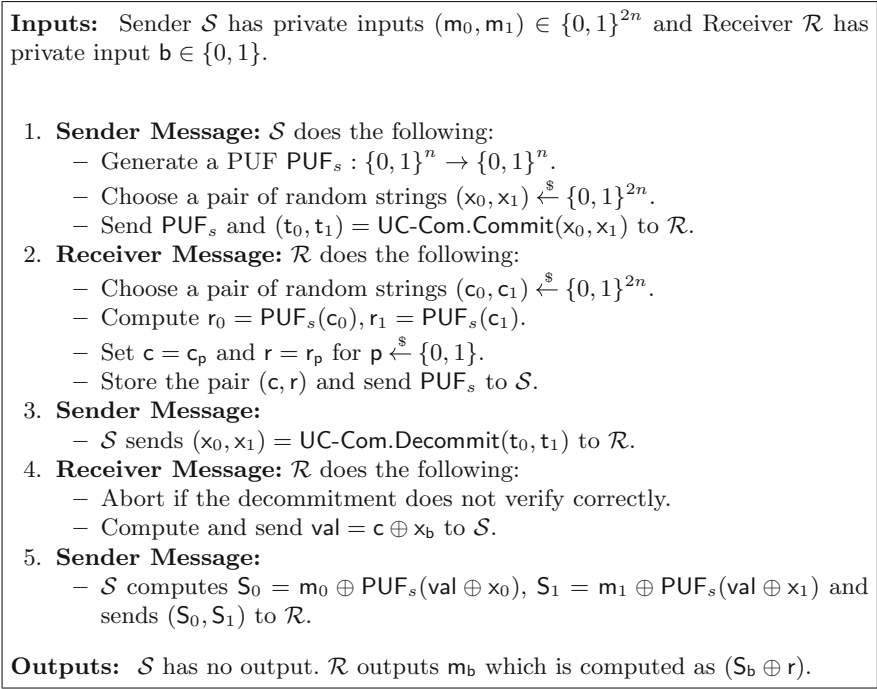 Inputs: Sender 𝒮 has private inputs (m₀, m₁) ∈ {0, 1}²ⁿ and Receiver ℛ has
private input b ∈ {0, 1}.
1. Sender Message: 𝒮 does the following:
– Generate a PUF PUFₛ : {0, 1}ⁿ → {0, 1}ⁿ.
– Choose a pair of random strings (x₀, x₁) ←$ {0, 1}²ⁿ.
– Send PUFₛ and (t₀, t₁) = UC-Com.Commit(x₀, x₁) to ℛ.
2. Receiver Message: ℛ does the following:
– Choose a pair of random strings (c₀, c₁) ←$ {0, 1}²ⁿ.
– Compute r₀ = PUFₛ(c₀), r₁ = PUFₛ(c₁).
– Set c = cₚ and r = rₚ for p ←$ {0, 1}.
– Store the pair (c, r) and send PUFₛ to 𝒮.
3. Sender Message:
– 𝒮 sends (x₀, x₁) = UC-Com.Decommit(t₀, t₁) to ℛ.
4. Receiver Message: ℛ does the following:
– Abort if the decommitment does not verify correctly.
– Compute and send val = c ⊕ x_b to 𝒮.
5. Sender Message:
– 𝒮 computes S₀ = m₀ ⊕ PUFₛ(val ⊕ x₀), S₁ = m₁ ⊕ PUFₛ(val ⊕ x₁) and
sends (S₀, S₁) to ℛ.
Outputs: 𝒮 has no output. ℛ outputs m_b which is computed as (S_b ⊕ r).